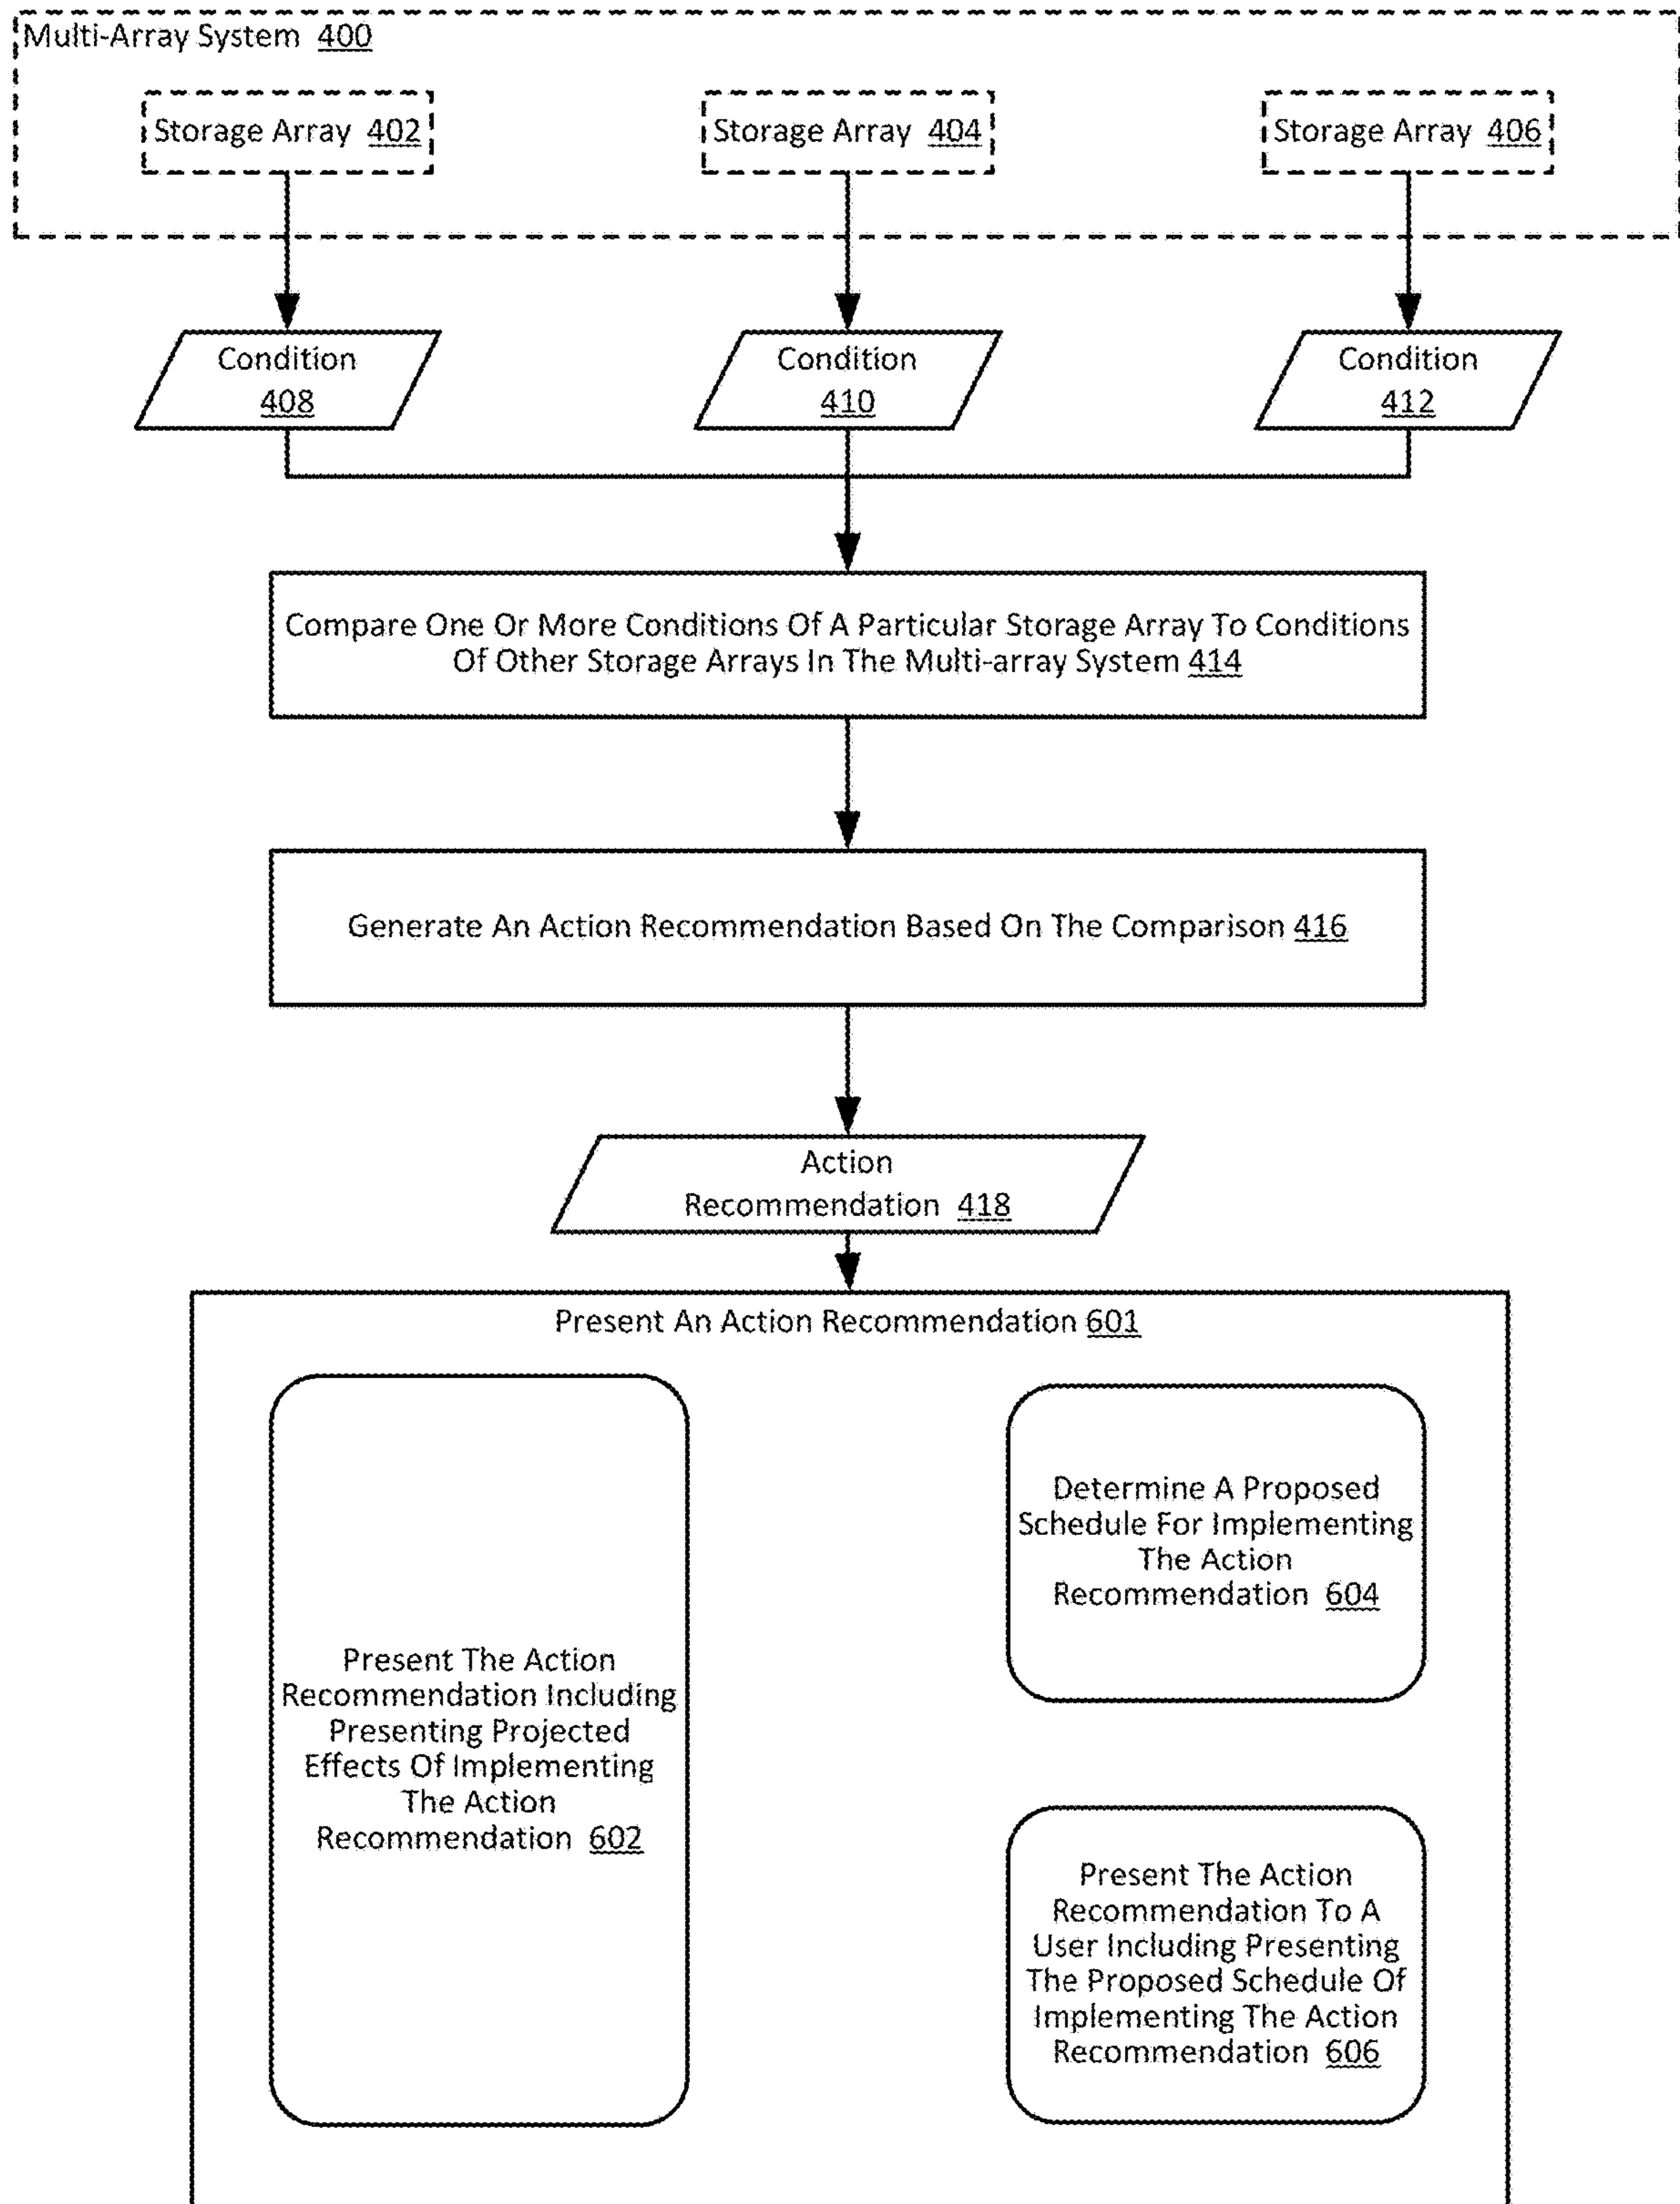 Multi-Array System 400
Storage Array 402
Storage Array 404
Storage Array 406
Condition
408
Condition
410
Condition
412
Compare One Or More Conditions Of A Particular Storage Array To Conditions
Of Other Storage Arrays In The Multi-array System 414
Generate An Action Recommendation Based On The Comparison 416
Action
Recommendation 418
Present An Action Recommendation 601
Present The Action
Recommendation Including
Presenting Projected
Effects Of Implementing
The Action
Recommendation 602
Determine A Proposed
Schedule For Implementing
The Action
Recommendation 604
Present The Action
Recommendation To A
User Including Presenting
The Proposed Schedule Of
Implementing The Action
Recommendation 606